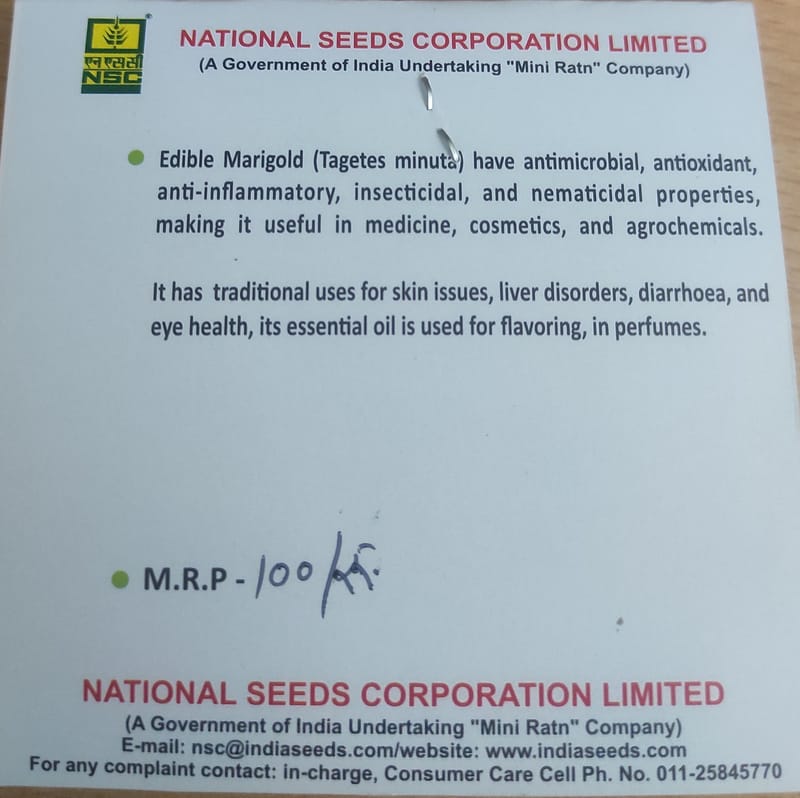 एन एस सी
NSC
®
NATIONAL SEEDS CORPORATION LIMITED
(A Government of India Undertaking "Mini Ratn" Company)
Edible Marigold (Tagetes minuta) have antimicrobial, antioxidant,
anti-inflammatory, insecticidal, and nematicidal properties,
making it useful in medicine, cosmetics, and agrochemicals.
It has traditional uses for skin issues, liver disorders, diarrhoea, and
eye health, its essential oil is used for flavoring, in perfumes.
M.R.P - 100/
NATIONAL SEEDS CORPORATION LIMITED
(A Government of India Undertaking "Mini Ratn" Company)
E-mail: nsc@indiaseeds.com/website: www.indiaseeds.com
For any complaint contact: in-charge, Consumer Care Cell Ph. No. 011-25845770